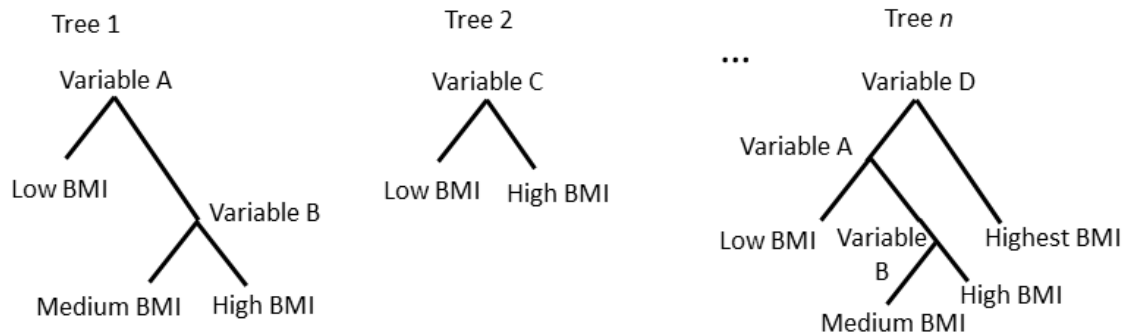 Tree 1
Variable A
Low BMI
Variable B
Medium BMI
High BMI
Tree 2
Variable C
Low BMI
High BMI
...
Tree n
Variable D
Variable A
Low BMI
Variable
B
Highest BMI
High BMI
Medium BMI